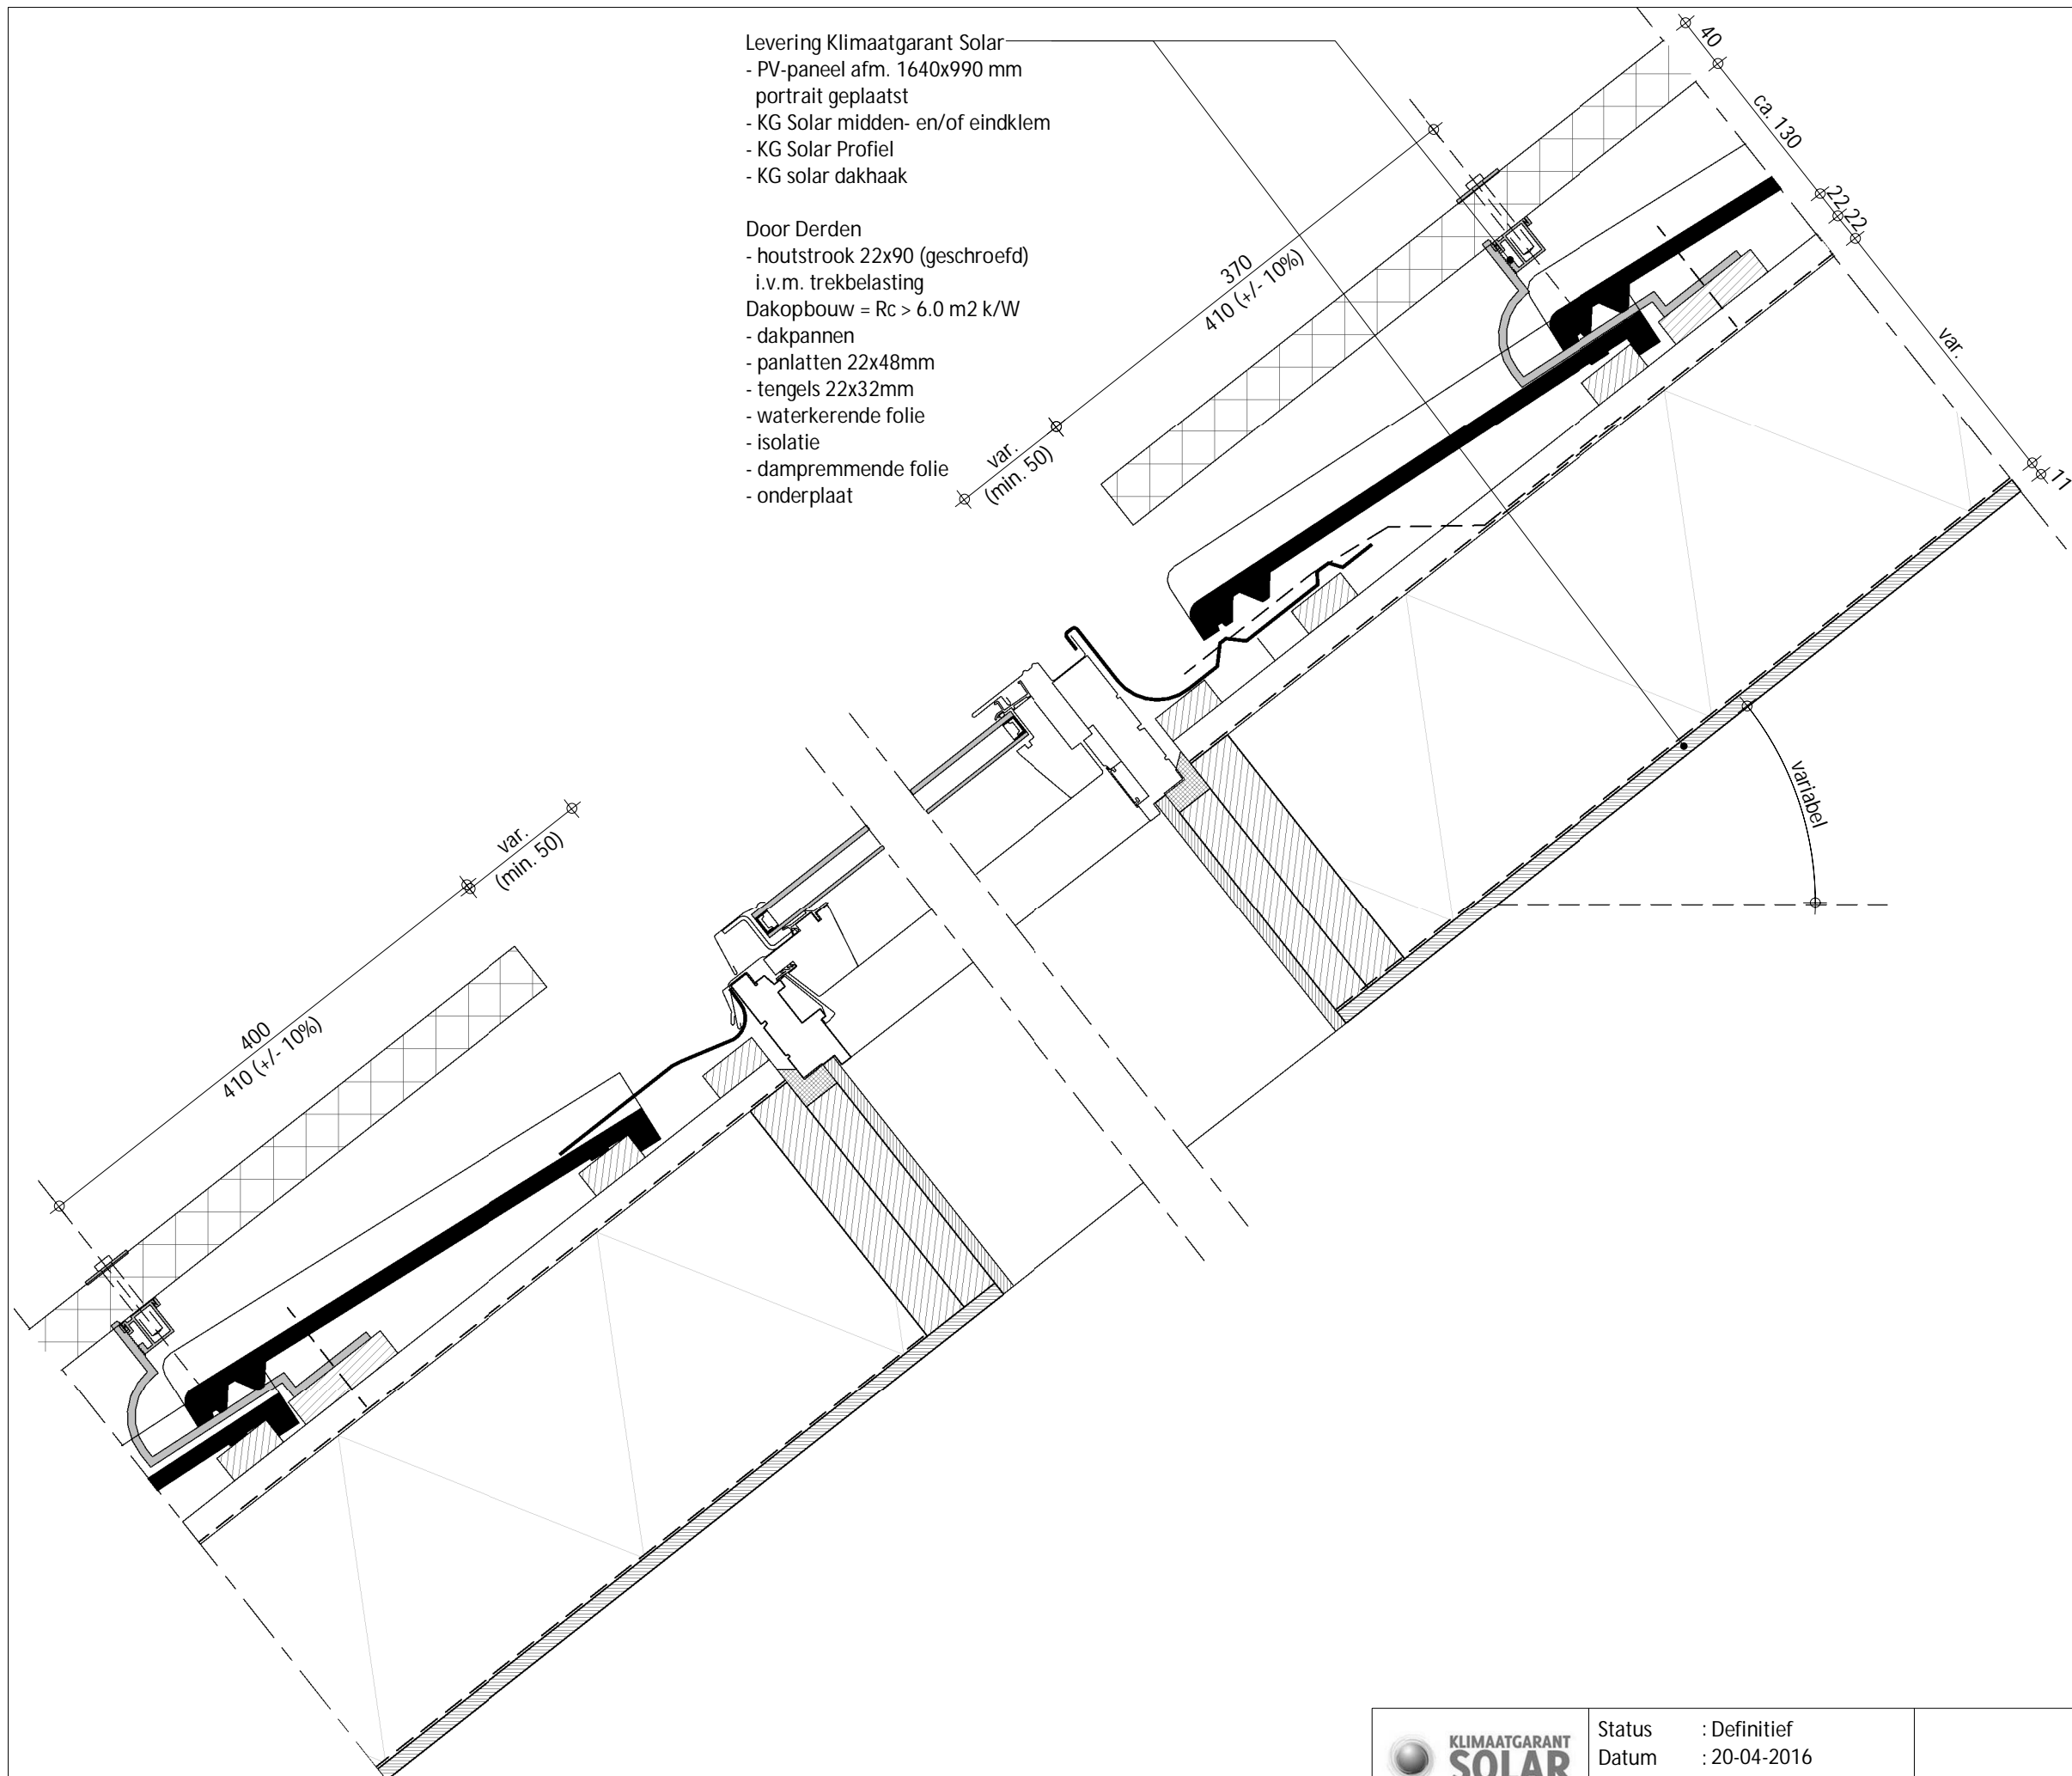 Levering Klimaatgarant Solar
- PV-paneel afm. 1640x990 mm
portrait geplaatst
- KG Solar midden- en/of eindklem
- KG Solar Profiel
- KG solar dakhaak
Door Derden
- houtstrook 22x90 (geschroefd)
i.v.m. trekbelasting
Dakopbouw = Rc > 6.0 m2 k/W
- dakpannen
- panlatten 22x48mm
- tengels 22x32mm
- waterkerende folie
- isolatie
- dampremmende folie
- onderplaat
40
ca. 130
22
22
var.
11
370
410 (+/- 10%)
var.
(min. 50)
variabel
var.
(min. 50)
400
410 (+/- 10%)
KLIMAATGARANT
SOLAR
Status : Definitief
Datum : 20-04-2016